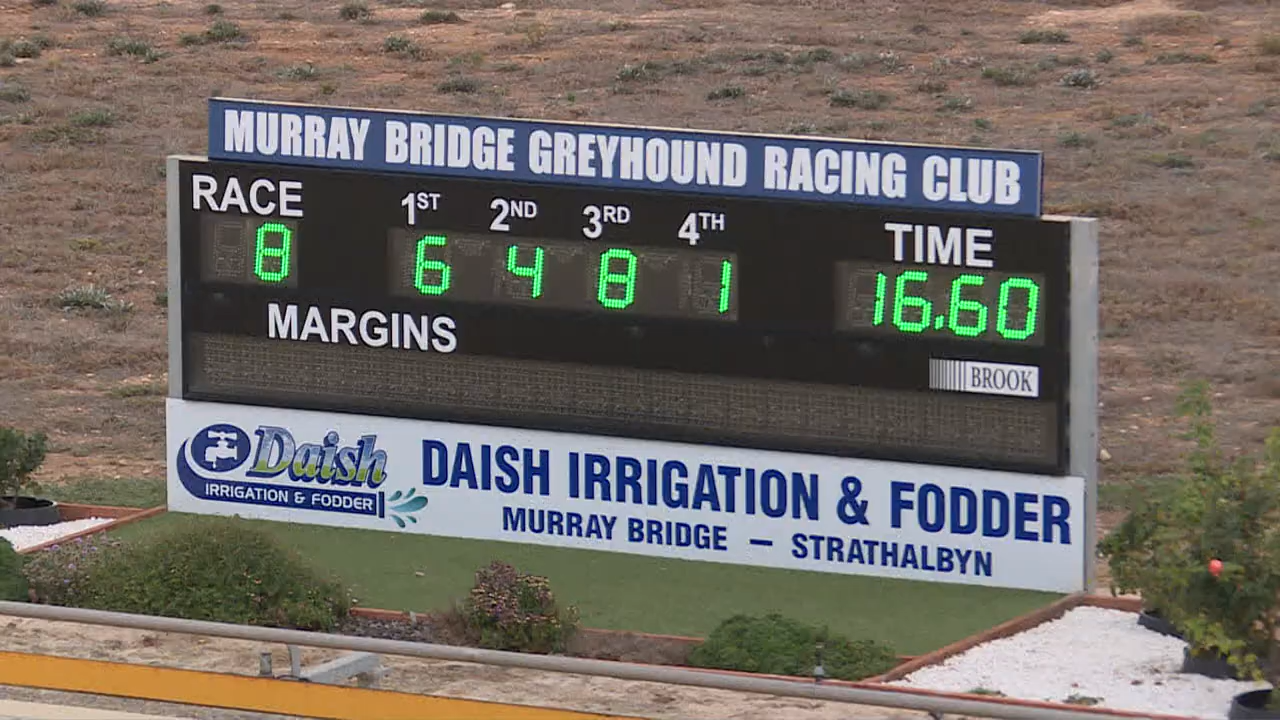 MURRAY BRIDGE GREYHOUND RACING CLUB
RACE 1ST 2ND 3RD 4TH TIME
8 6 4 8 1 16.60
MARGINS
BROOK
Daish
IRRIGATION & FODDER
DAISH IRRIGATION & FODDER
MURRAY BRIDGE – STRATHALBYN